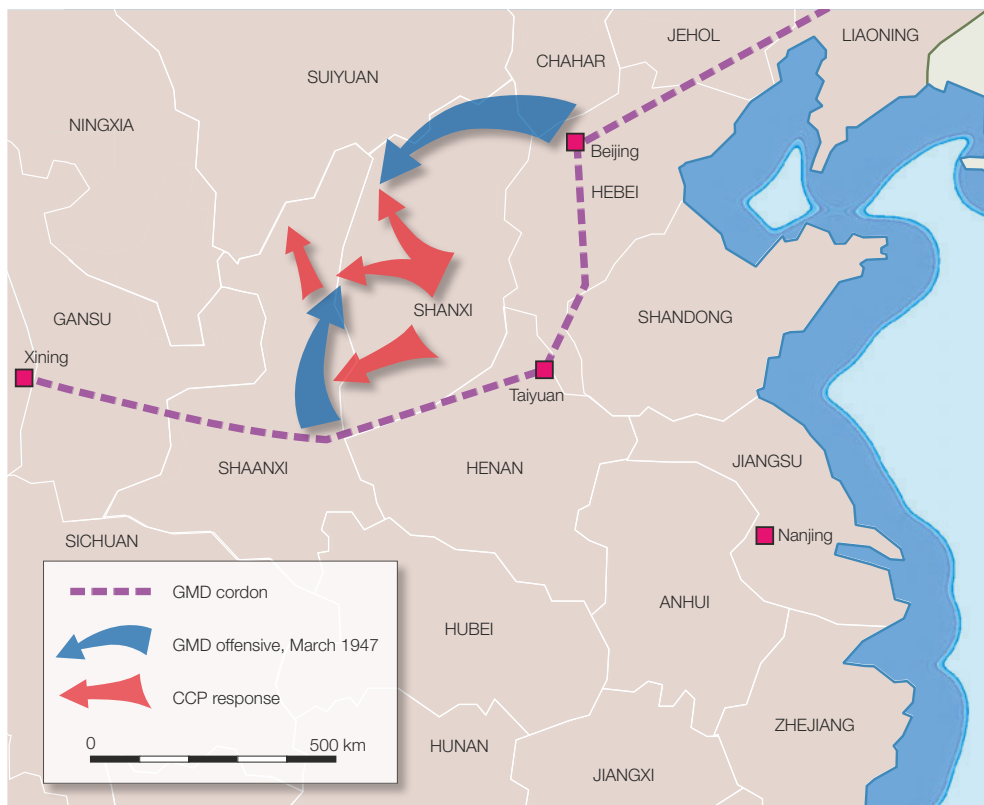 JEHOL
LIAONING
CHAHAR
SUIYUAN
NINGXIA
Beijing
HEBEI
GANSU
SHANXI
SHANDONG
Xining
Taiyuan
SHAANXI
HENAN
JIANGSU
SICHUAN
Nanjing
GMD cordon
ANHUI
HUBEI
GMD offensive, March 1947
CCP response
ZHEJIANG
0 500 km
HUNAN
JIANGXI